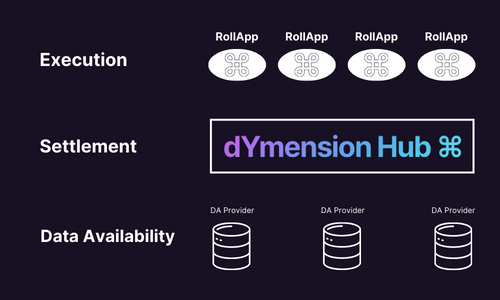 RollApp RollApp RollApp RollApp
Execution
Settlement
dYmension Hub ⌘
DA Provider DA Provider DA Provider
Data Availability